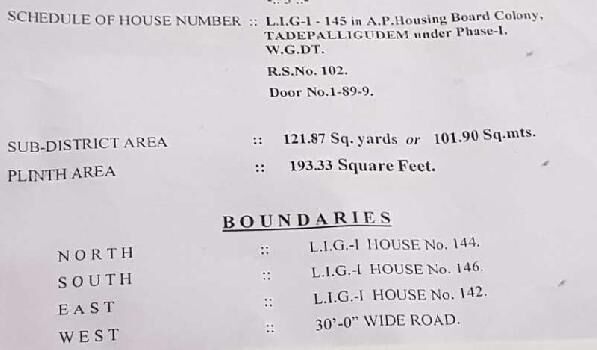 SCHEDULE OF HOUSE NUMBER :: L.I.G-I - 145 in A.P.Housing Board Colony,
TADEPALLIGUDEM under Phase-I.
W.G.DT.
R.S.No. 102.
Door No.1-89-9.
SUB-DISTRICT AREA :: 121.87 Sq. yards or 101.90 Sq.mts.
PLINTH AREA :: 193.33 Square Feet.
BOUNDARIES
NORTH :: L.I.G.-I HOUSE No. 144.
SOUTH :: L.I.G.-I HOUSE No. 146.
EAST :: L.I.G.-I HOUSE No. 142.
WEST :: 30'-0" WIDE ROAD.